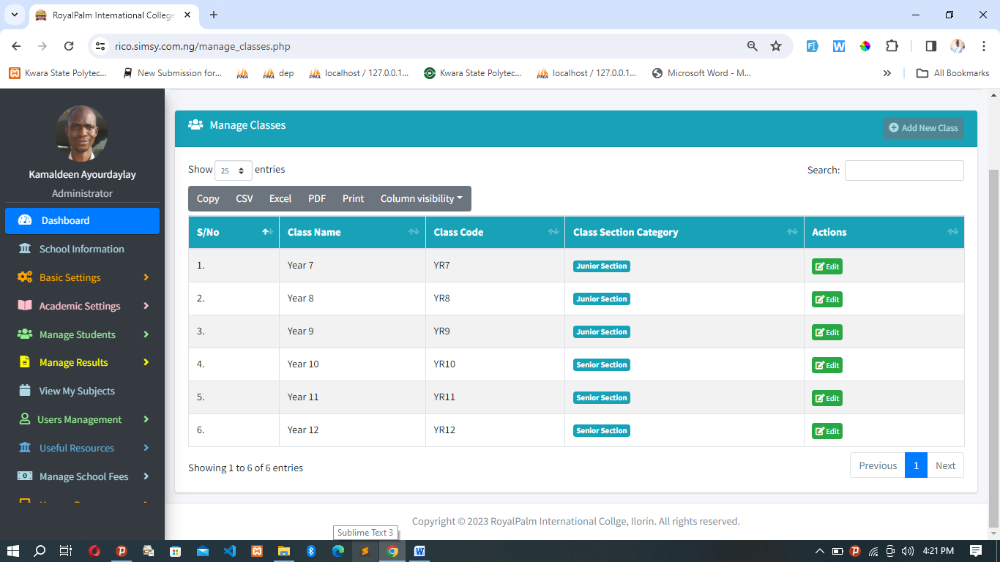 RoyalPalm International College
rico.simsy.com.ng/manage_classes.php
Kwara State Polytec...
New Submission for...
dep
localhost / 127.0.0.1...
Kwara State Polytec...
localhost / 127.0.0.1...
Microsoft Word - M...
All Bookmarks
Kamaldeen Ayourdaylay
Administrator
Dashboard
School Information
Basic Settings
Academic Settings
Manage Students
Manage Results
View My Subjects
Users Management
Useful Resources
Manage School Fees
Manage Classes
Add New Class
Show 25 entries
Search:
Copy CSV Excel PDF Print Column visibility
S/No Class Name Class Code Class Section Category Actions
1. Year 7 YR7 Junior Section Edit
2. Year 8 YR8 Junior Section Edit
3. Year 9 YR9 Junior Section Edit
4. Year 10 YR10 Senior Section Edit
5. Year 11 YR11 Senior Section Edit
6. Year 12 YR12 Senior Section Edit
Showing 1 to 6 of 6 entries
Previous 1 Next
Copyright © 2023 RoyalPalm International Collge, Ilorin. All rights reserved.
Sublime Text 3
4:21 PM